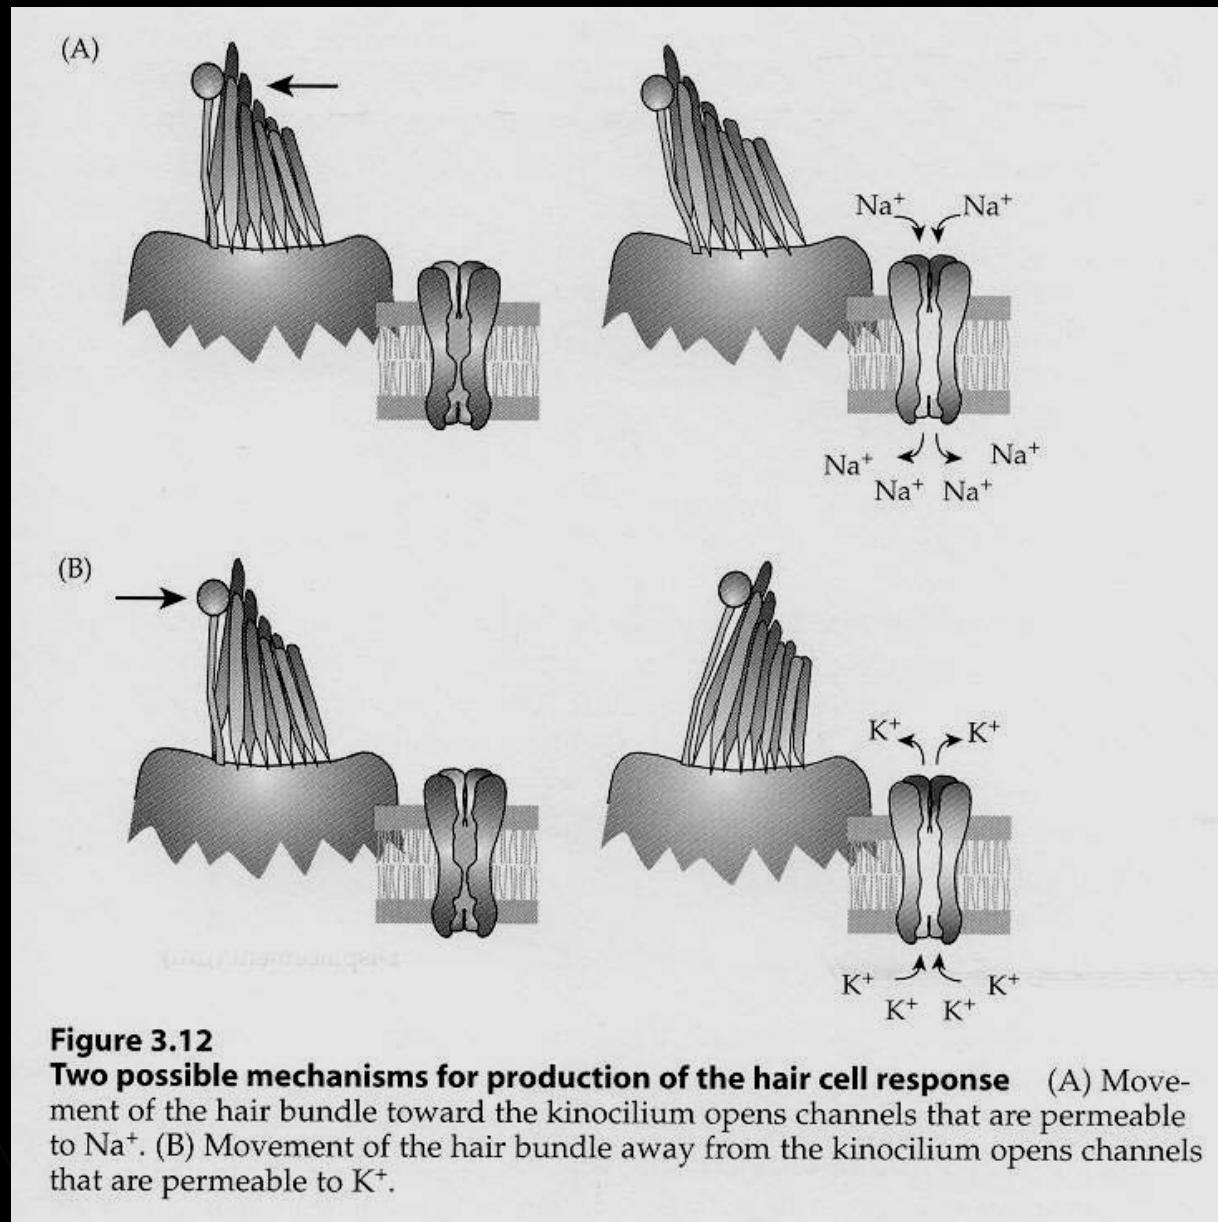 (A)
Na⁺ Na⁺
Na⁺ Na⁺
Na⁺ Na⁺
(B)
K⁺ K⁺
K⁺ K⁺
K⁺ K⁺
Figure 3.12
Two possible mechanisms for production of the hair cell response (A) Move-
ment of the hair bundle toward the kinocilium opens channels that are permeable
to Na⁺. (B) Movement of the hair bundle away from the kinocilium opens channels
that are permeable to K⁺.